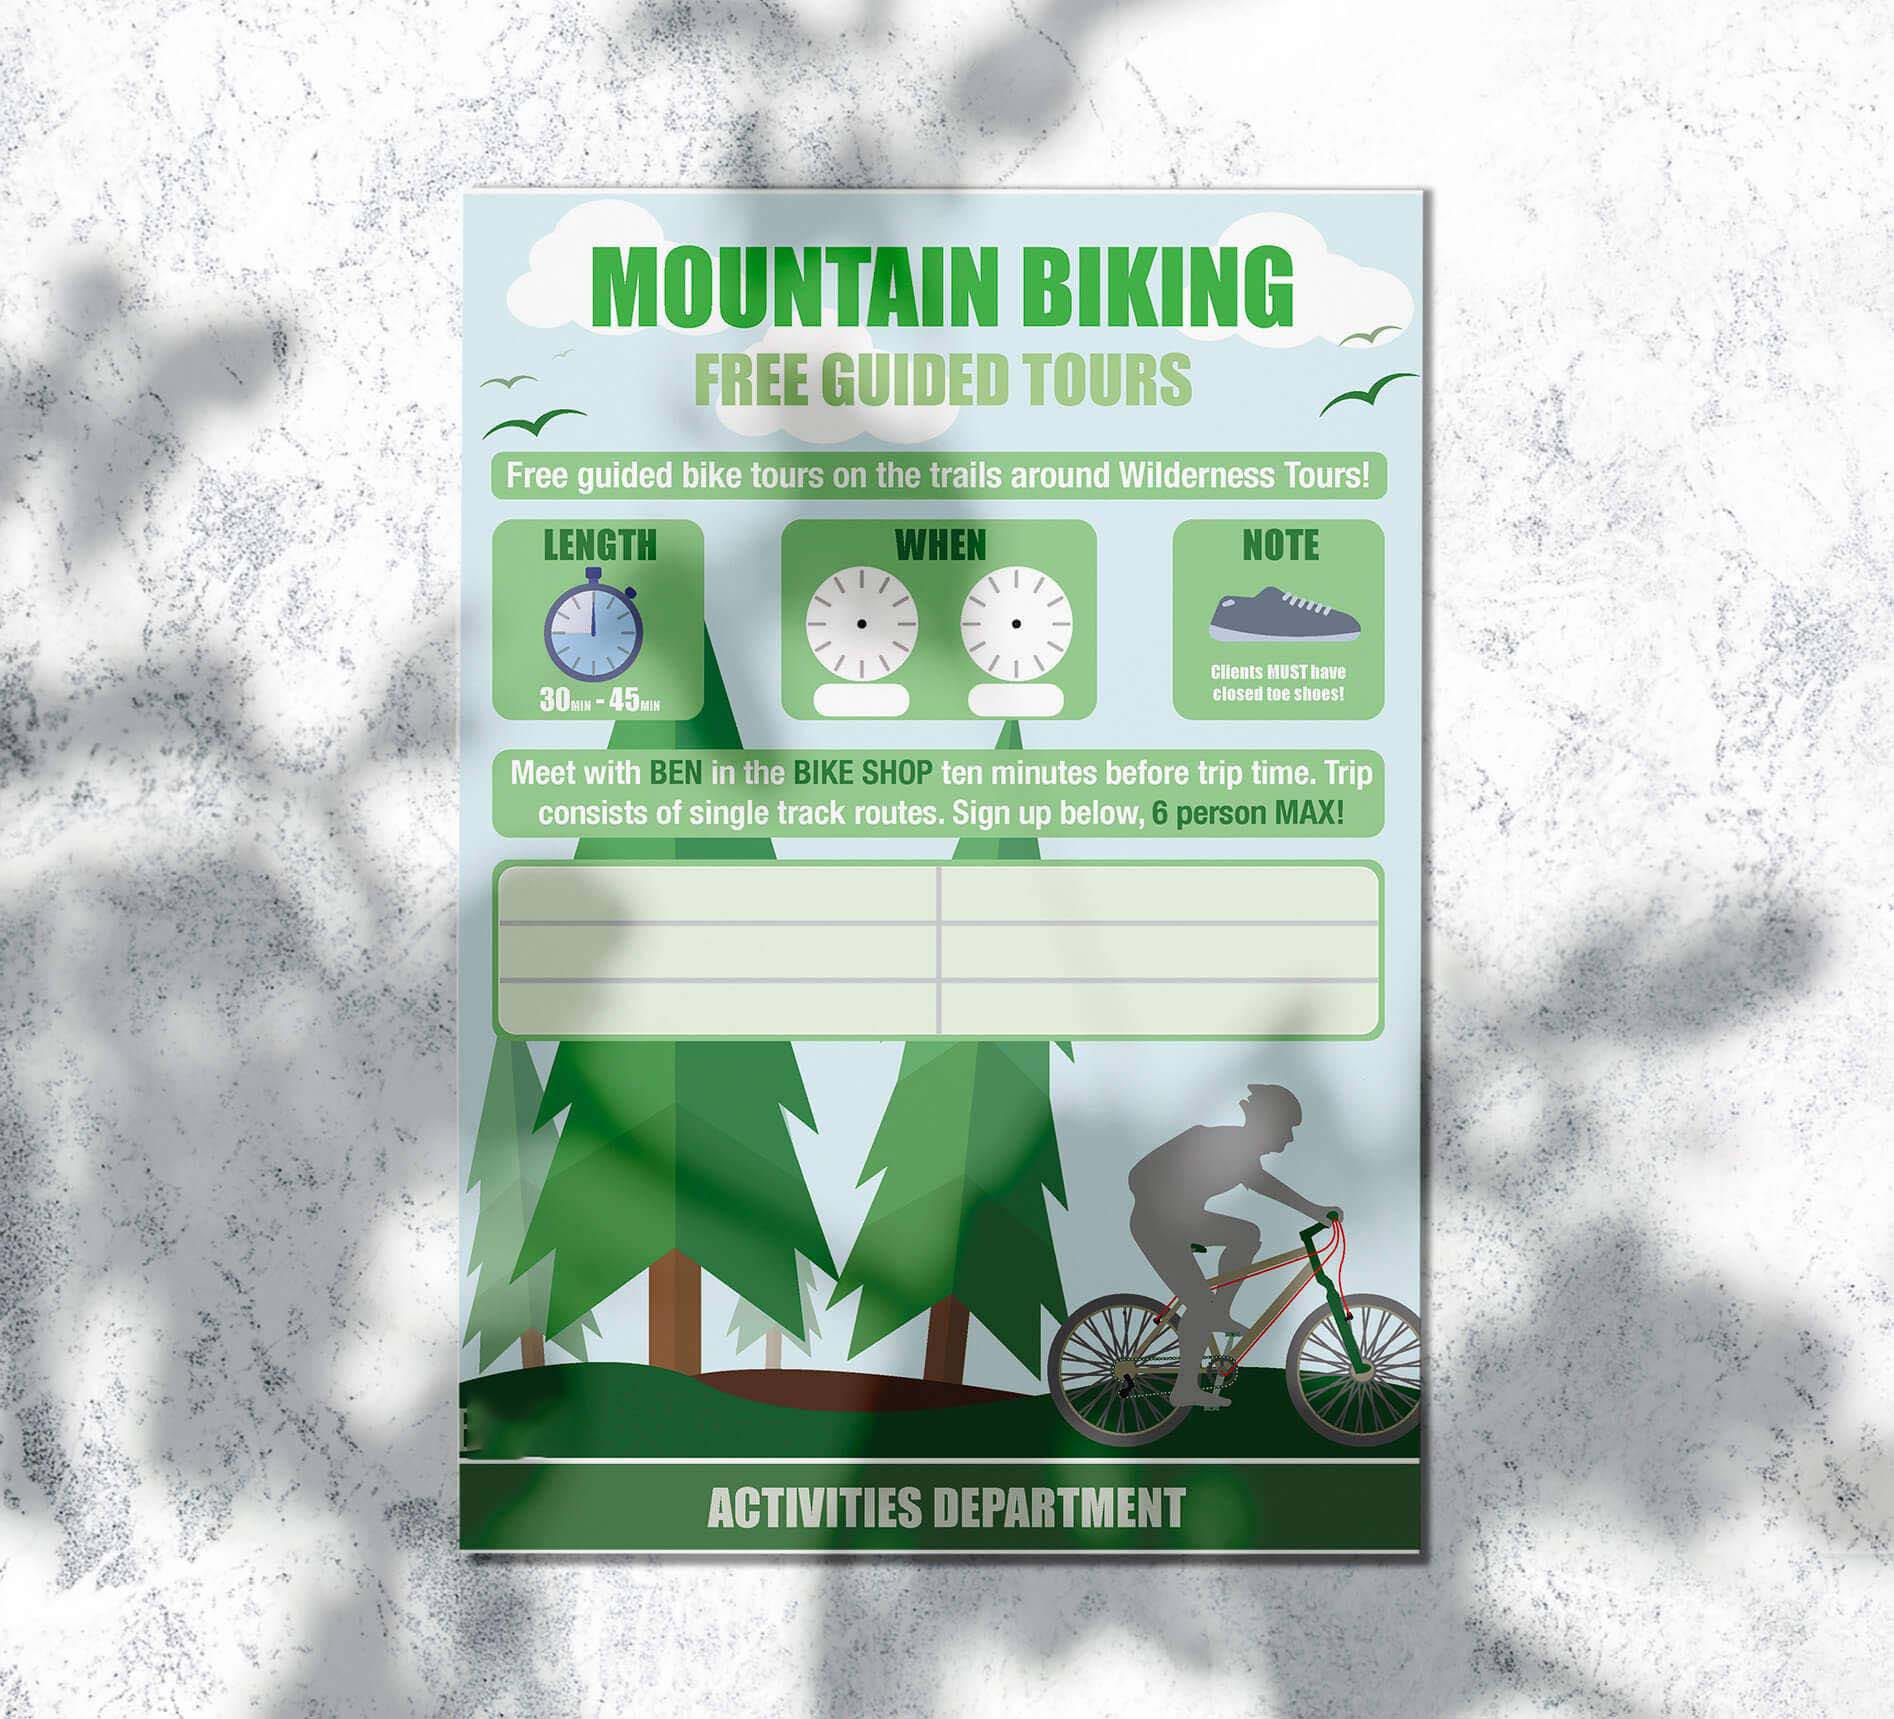 MOUNTAIN BIKING
FREE GUIDED TOURS
Free guided bike tours on the trails around Wilderness Tours!
LENGTH
30MIN - 45MIN
WHEN
NOTE
Clients MUST have
closed toe shoes!
Meet with BEN in the BIKE SHOP ten minutes before trip time. Trip
consists of single track routes. Sign up below, 6 person MAX!
E
ACTIVITIES DEPARTMENT